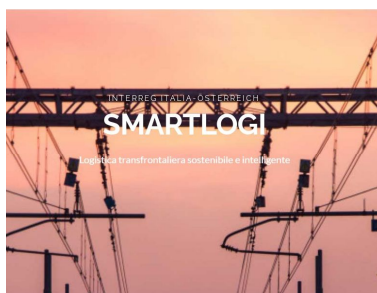 INTERREG ITALIA-ÖSTERREICH
SMARTLOGI
Logistica transfrontaliera sostenibile e intelligente